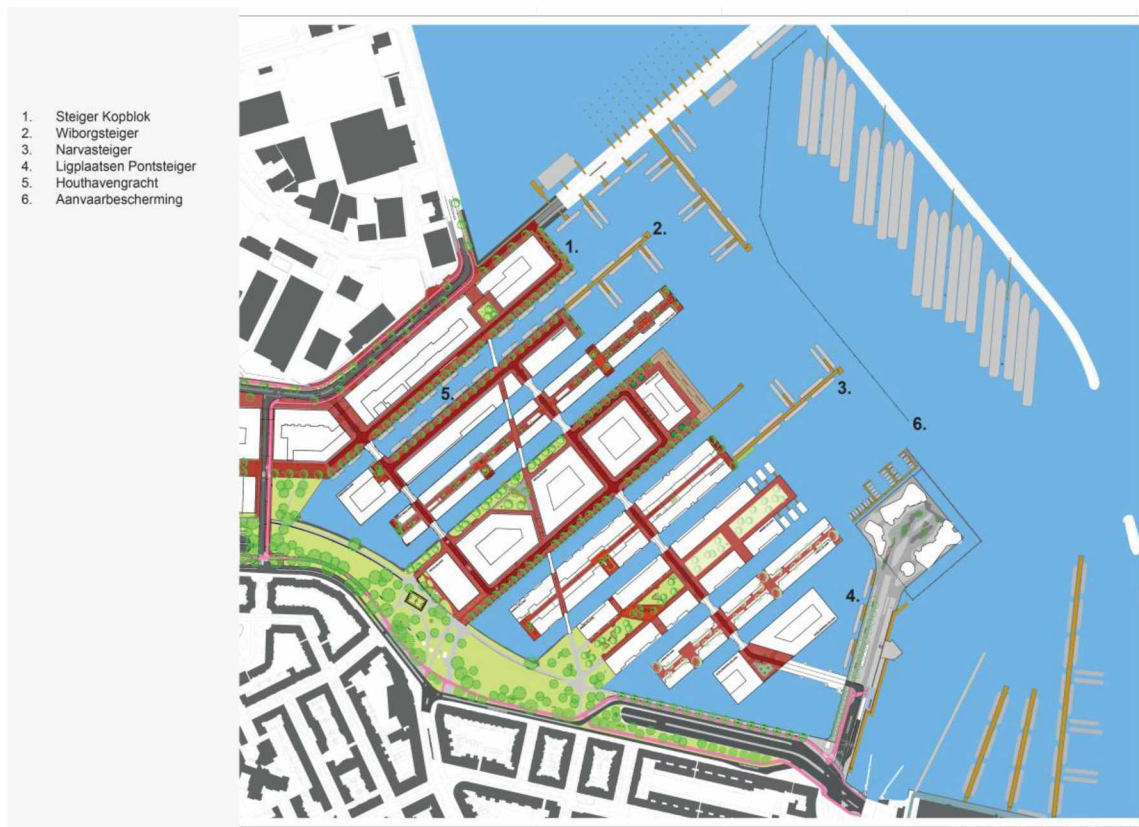 1. Steiger Kopblok
2. Wiborgsteiger
3. Narvasteiger
4. Ligplaatsen Pontsteiger
5. Houthavengracht
6. Aanvaarbescherming
1.
2.
3.
4.
5.
6.